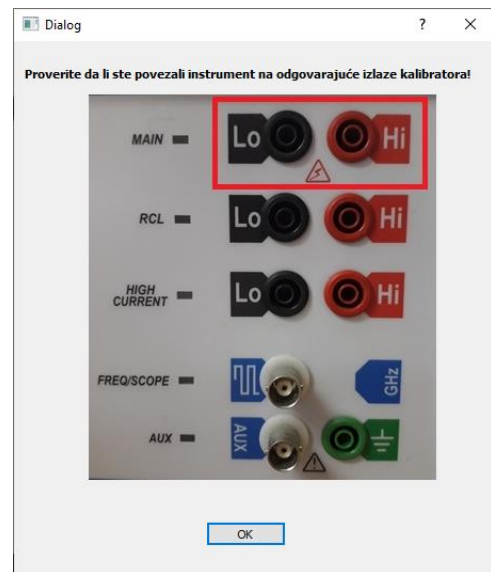 Dialog ? ×
Proverite da li ste povezali instrument na odgovarajuće izlaze kalibratora!
MAIN Lo Hi
RCL Lo Hi
HIGH
CURRENT Lo Hi
FREQ/SCOPE GHz
AUX AUX
OK